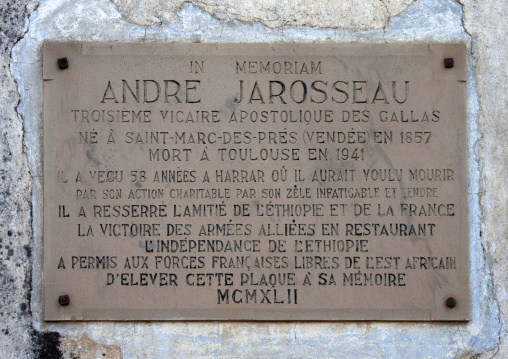 IN MEMORIAM
ANDRE JAROSSEAU
TROISIÈME VICAIRE APOSTOLIQUE DES GALLAS
NÉ À SAINT-MARC-DES-PRÉS (VENDÉE) EN 1857
MORT À TOULOUSE EN 1941
IL A VÉCU 58 ANNÉES À HARRAR OÙ IL AURAIT VOULU MOURIR
PAR SON ACTION CHARITABLE PAR SON ZÈLE INFATIGABLE ET TENDRE
IL A RESSERRÉ L'AMITIÉ DE L'ÉTHIOPIE ET DE LA FRANCE
LA VICTOIRE DES ARMÉES ALLIÉES EN RESTAURANT
L'INDÉPENDANCE DE L'ETHIOPIE
A PERMIS AUX FORCES FRANÇAISES LIBRES DE L'EST AFRICAIN
D'ELEVER CETTE PLAQUE À SA MÉMOIRE
MCMXLII